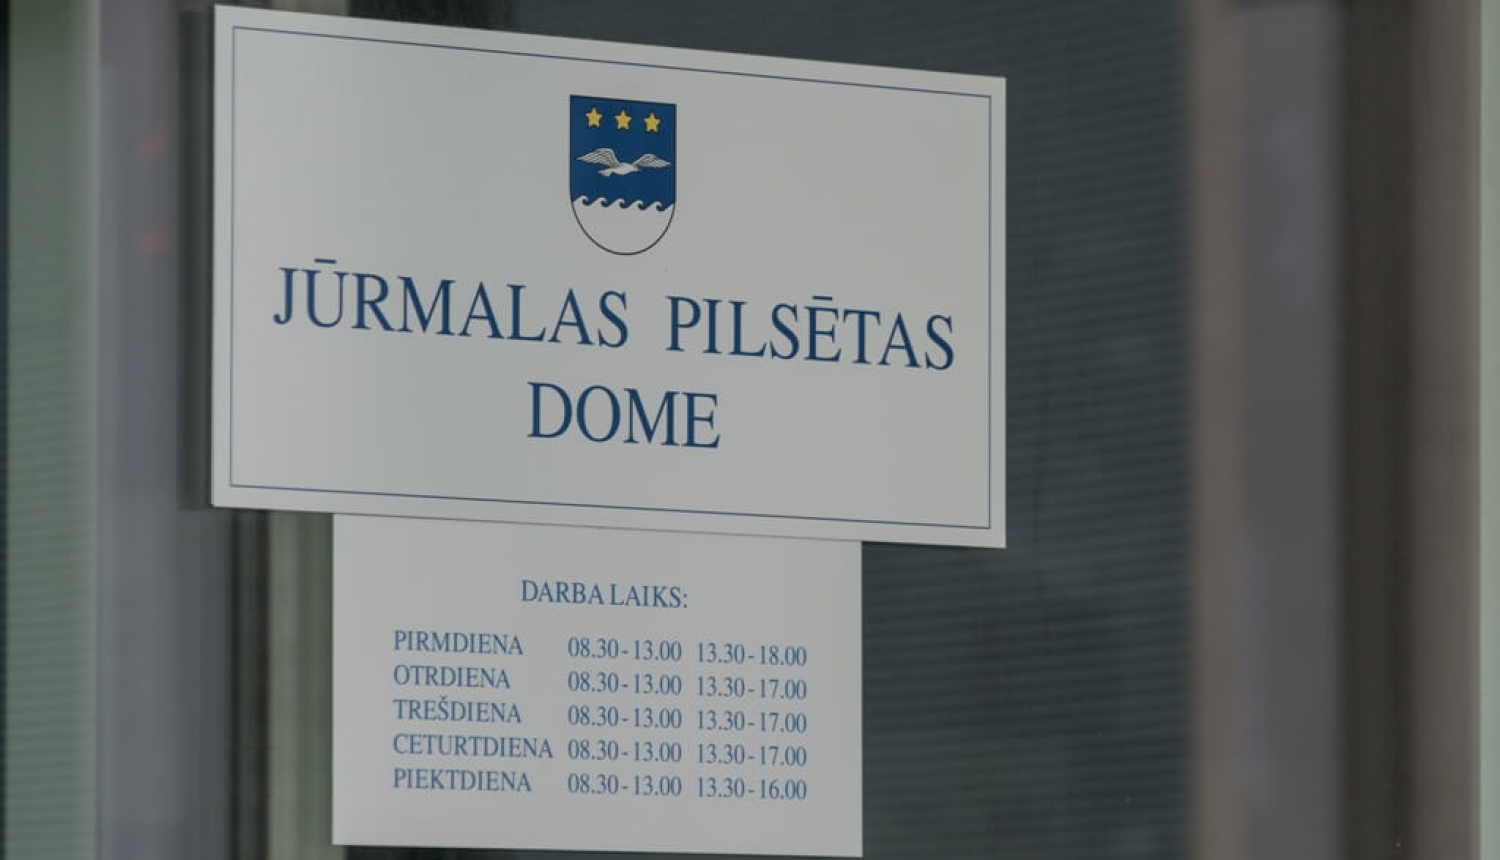 JŪRMALAS PILSĒTAS
DOME
DARBA LAIKS:
PIRMDIENA 08.30-13.00 13.30-18.00
OTRDIENA 08.30-13.00 13.30-17.00
TREŠDIENA 08.30-13.00 13.30-17.00
CETURTDIENA 08.30-13.00 13.30-17.00
PIEKTDIENA 08.30-13.00 13.30-16.00